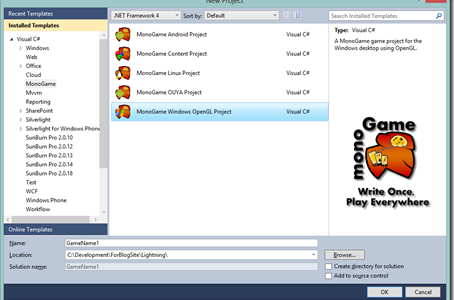 New Project
Recent Templates
.NET Framework 4
Sort by: Default
Search Installed Templates
Installed Templates
Visual C#
Windows
Web
Office
Cloud
MonoGame
Mvvm
Reporting
SharePoint
Silverlight
Silverlight for Windows Phone
SunBurn Pro 2.0.10
SunBurn Pro 2.0.12
SunBurn Pro 2.0.13
SunBurn Pro 2.0.14
SunBurn Pro 2.0.18
Test
WCF
Windows Phone
Workflow
Online Templates
MonoGame Android Project Visual C#
MonoGame Content Project Visual C#
MonoGame Linux Project Visual C#
MonoGame OUYA Project Visual C#
MonoGame Windows OpenGL Project Visual C#
Type: Visual C#
A MonoGame game project for the
Windows desktop using OpenGL.
monoGame
Write Once.
Play Everywhere
Name: GameName1
Location: C:\Development\ForBlogSite\Lightning\
Browse...
Solution name: GameName1
Create directory for solution
Add to source control
OK Cancel